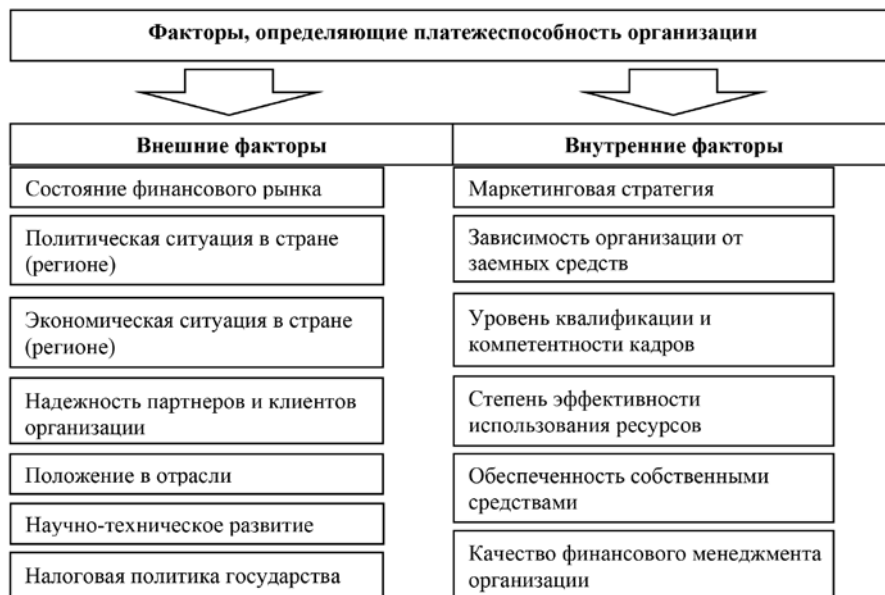 Факторы, определяющие платежеспособность организации
Внешние факторы
Состояние финансового рынка
Политическая ситуация в стране
(регионе)
Экономическая ситуация в стране
(регионе)
Надежность партнеров и клиентов
организации
Положение в отрасли
Научно-техническое развитие
Налоговая политика государства
Внутренние факторы
Маркетинговая стратегия
Зависимость организации от
заемных средств
Уровень квалификации и
компетентности кадров
Степень эффективности
использования ресурсов
Обеспеченность собственными
средствами
Качество финансового менеджмента
организации